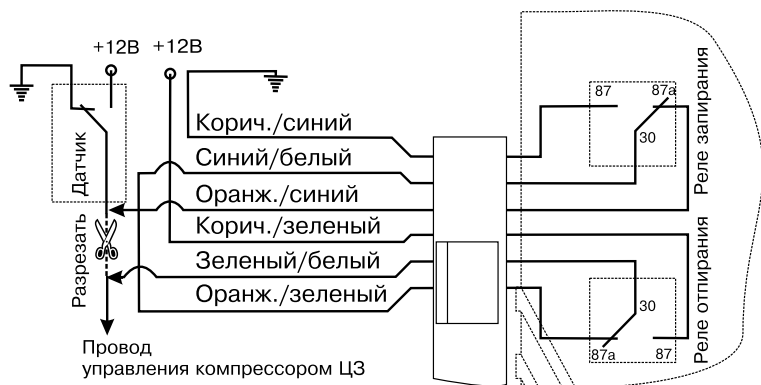 +12В +12В
Корич./синий
Синий/белый
Оранж./синий
Корич./зеленый
Зеленый/белый
Оранж./зеленый
Датчик
Разрезать
Провод
управления компрессором ЦЗ
87 87а
30
Реле запирания
30
87а 87
Реле отпирания